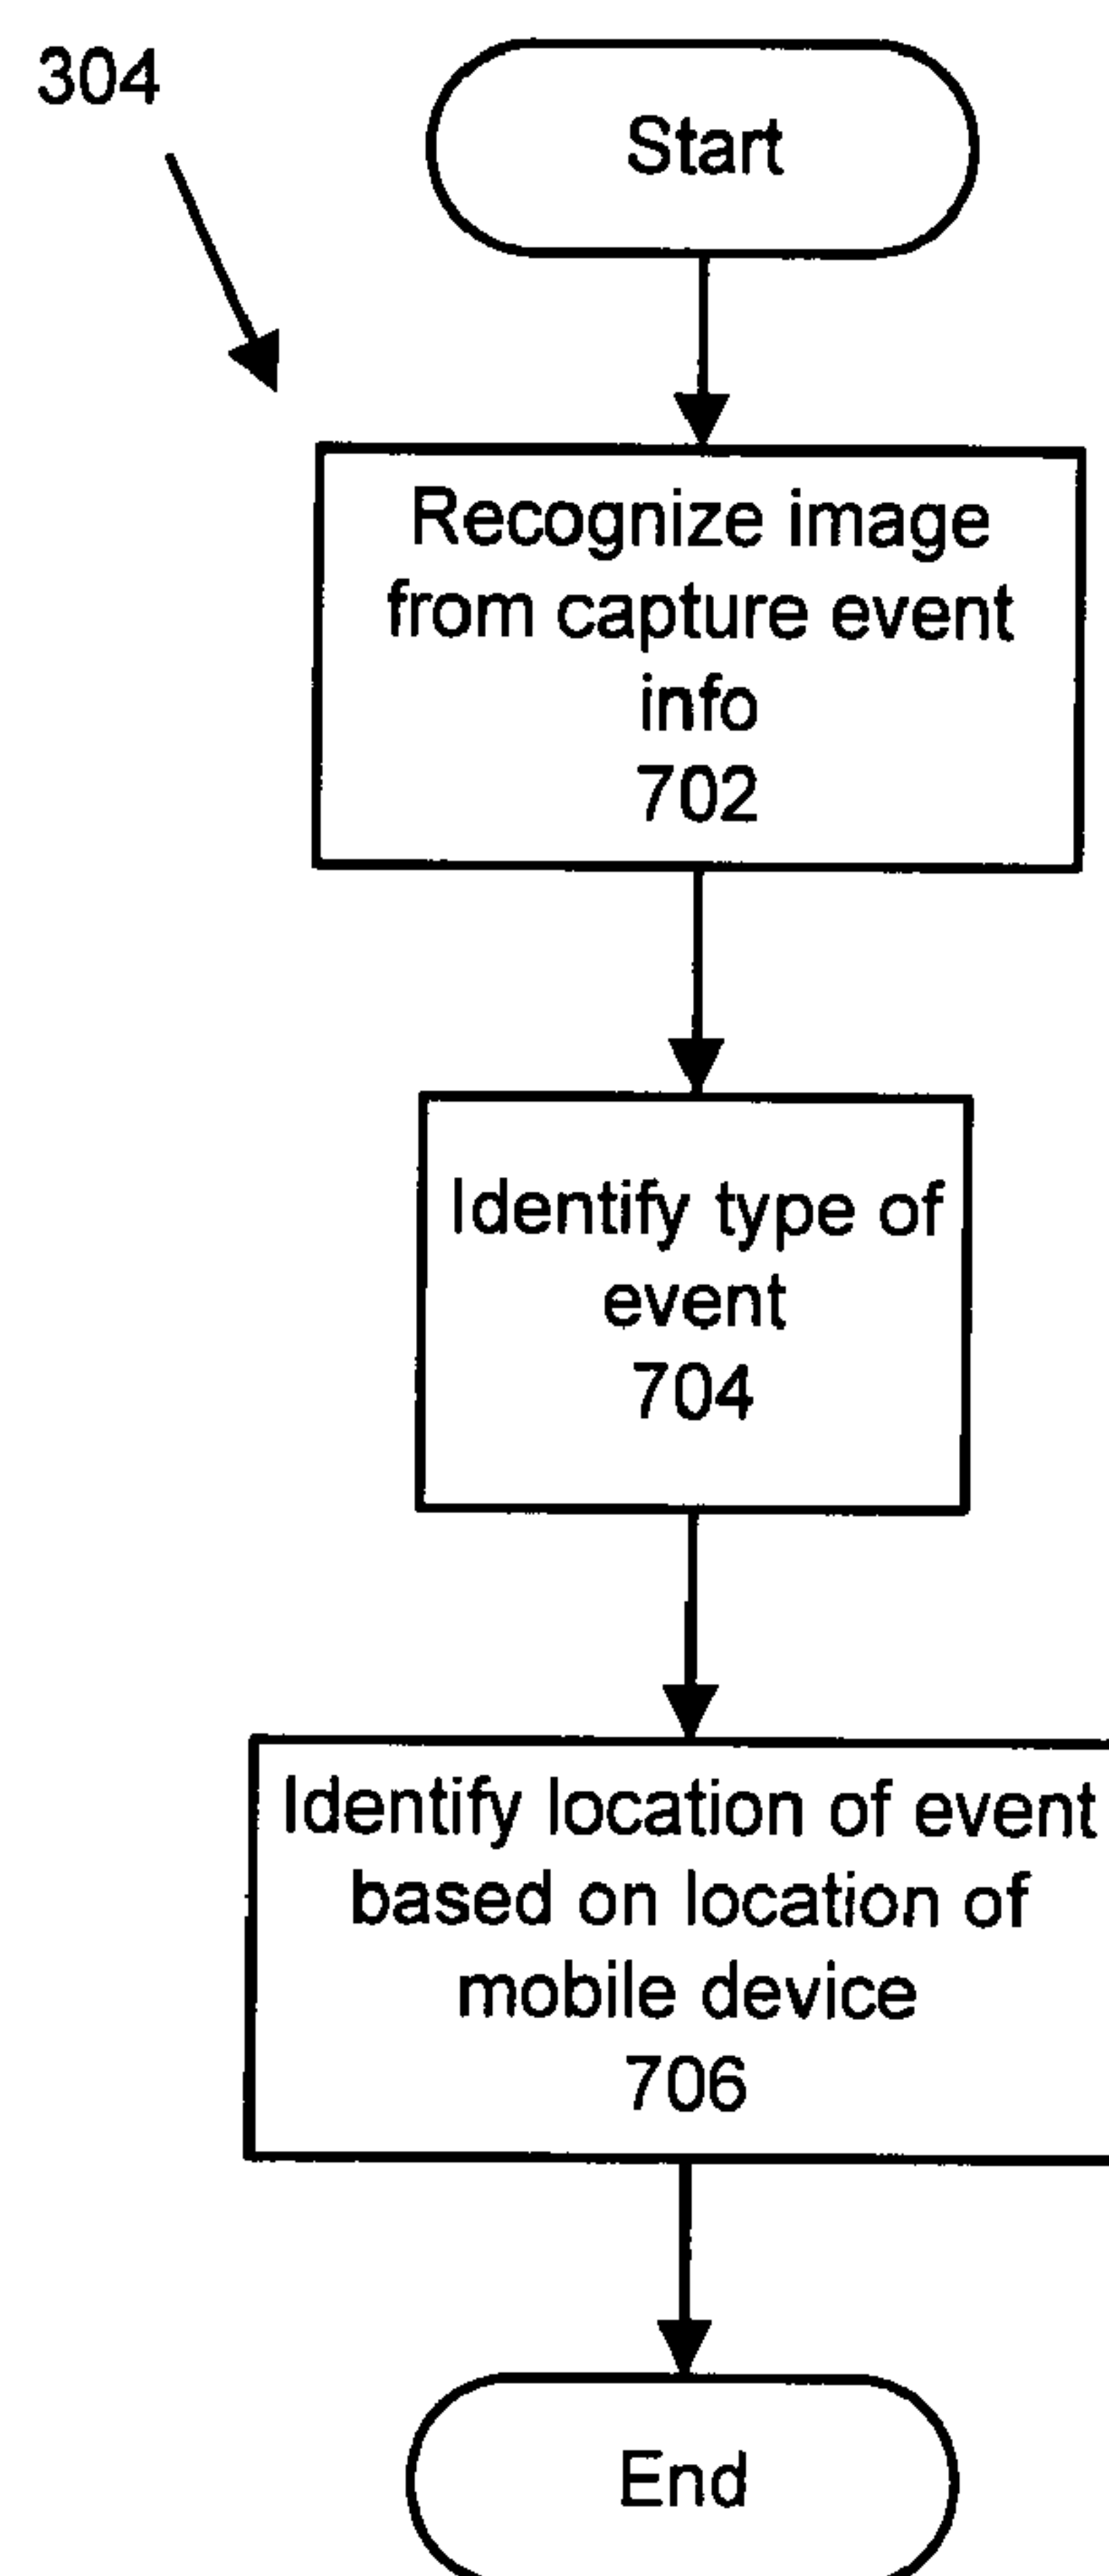 304
Start
Recognize image
from capture event
info
702
Identify type of
event
704
Identify location of event
based on location of
mobile device
706
End